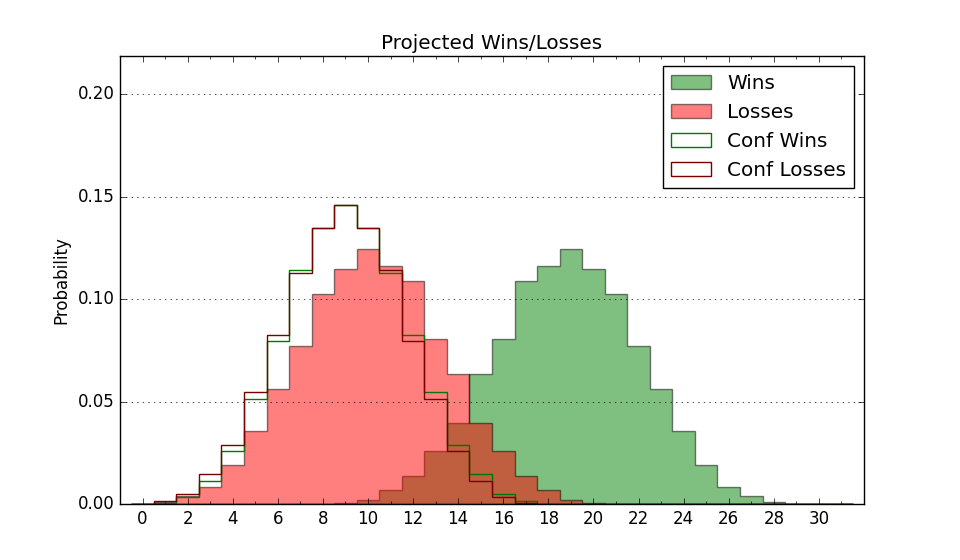 Projected Wins/Losses
Wins
Losses
Conf Wins
Conf Losses
Probability
0.20
0.15
0.10
0.05
0.00
0 2 4 6 8 10 12 14 16 18 20 22 24 26 28 30